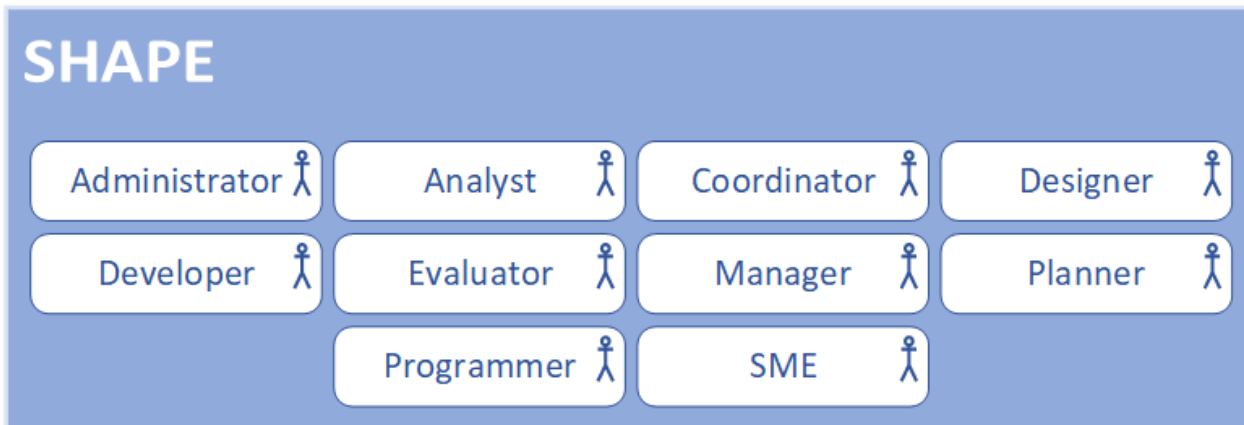 SHAPE
Administrator Analyst Coordinator Designer
Developer Evaluator Manager Planner
Programmer SME